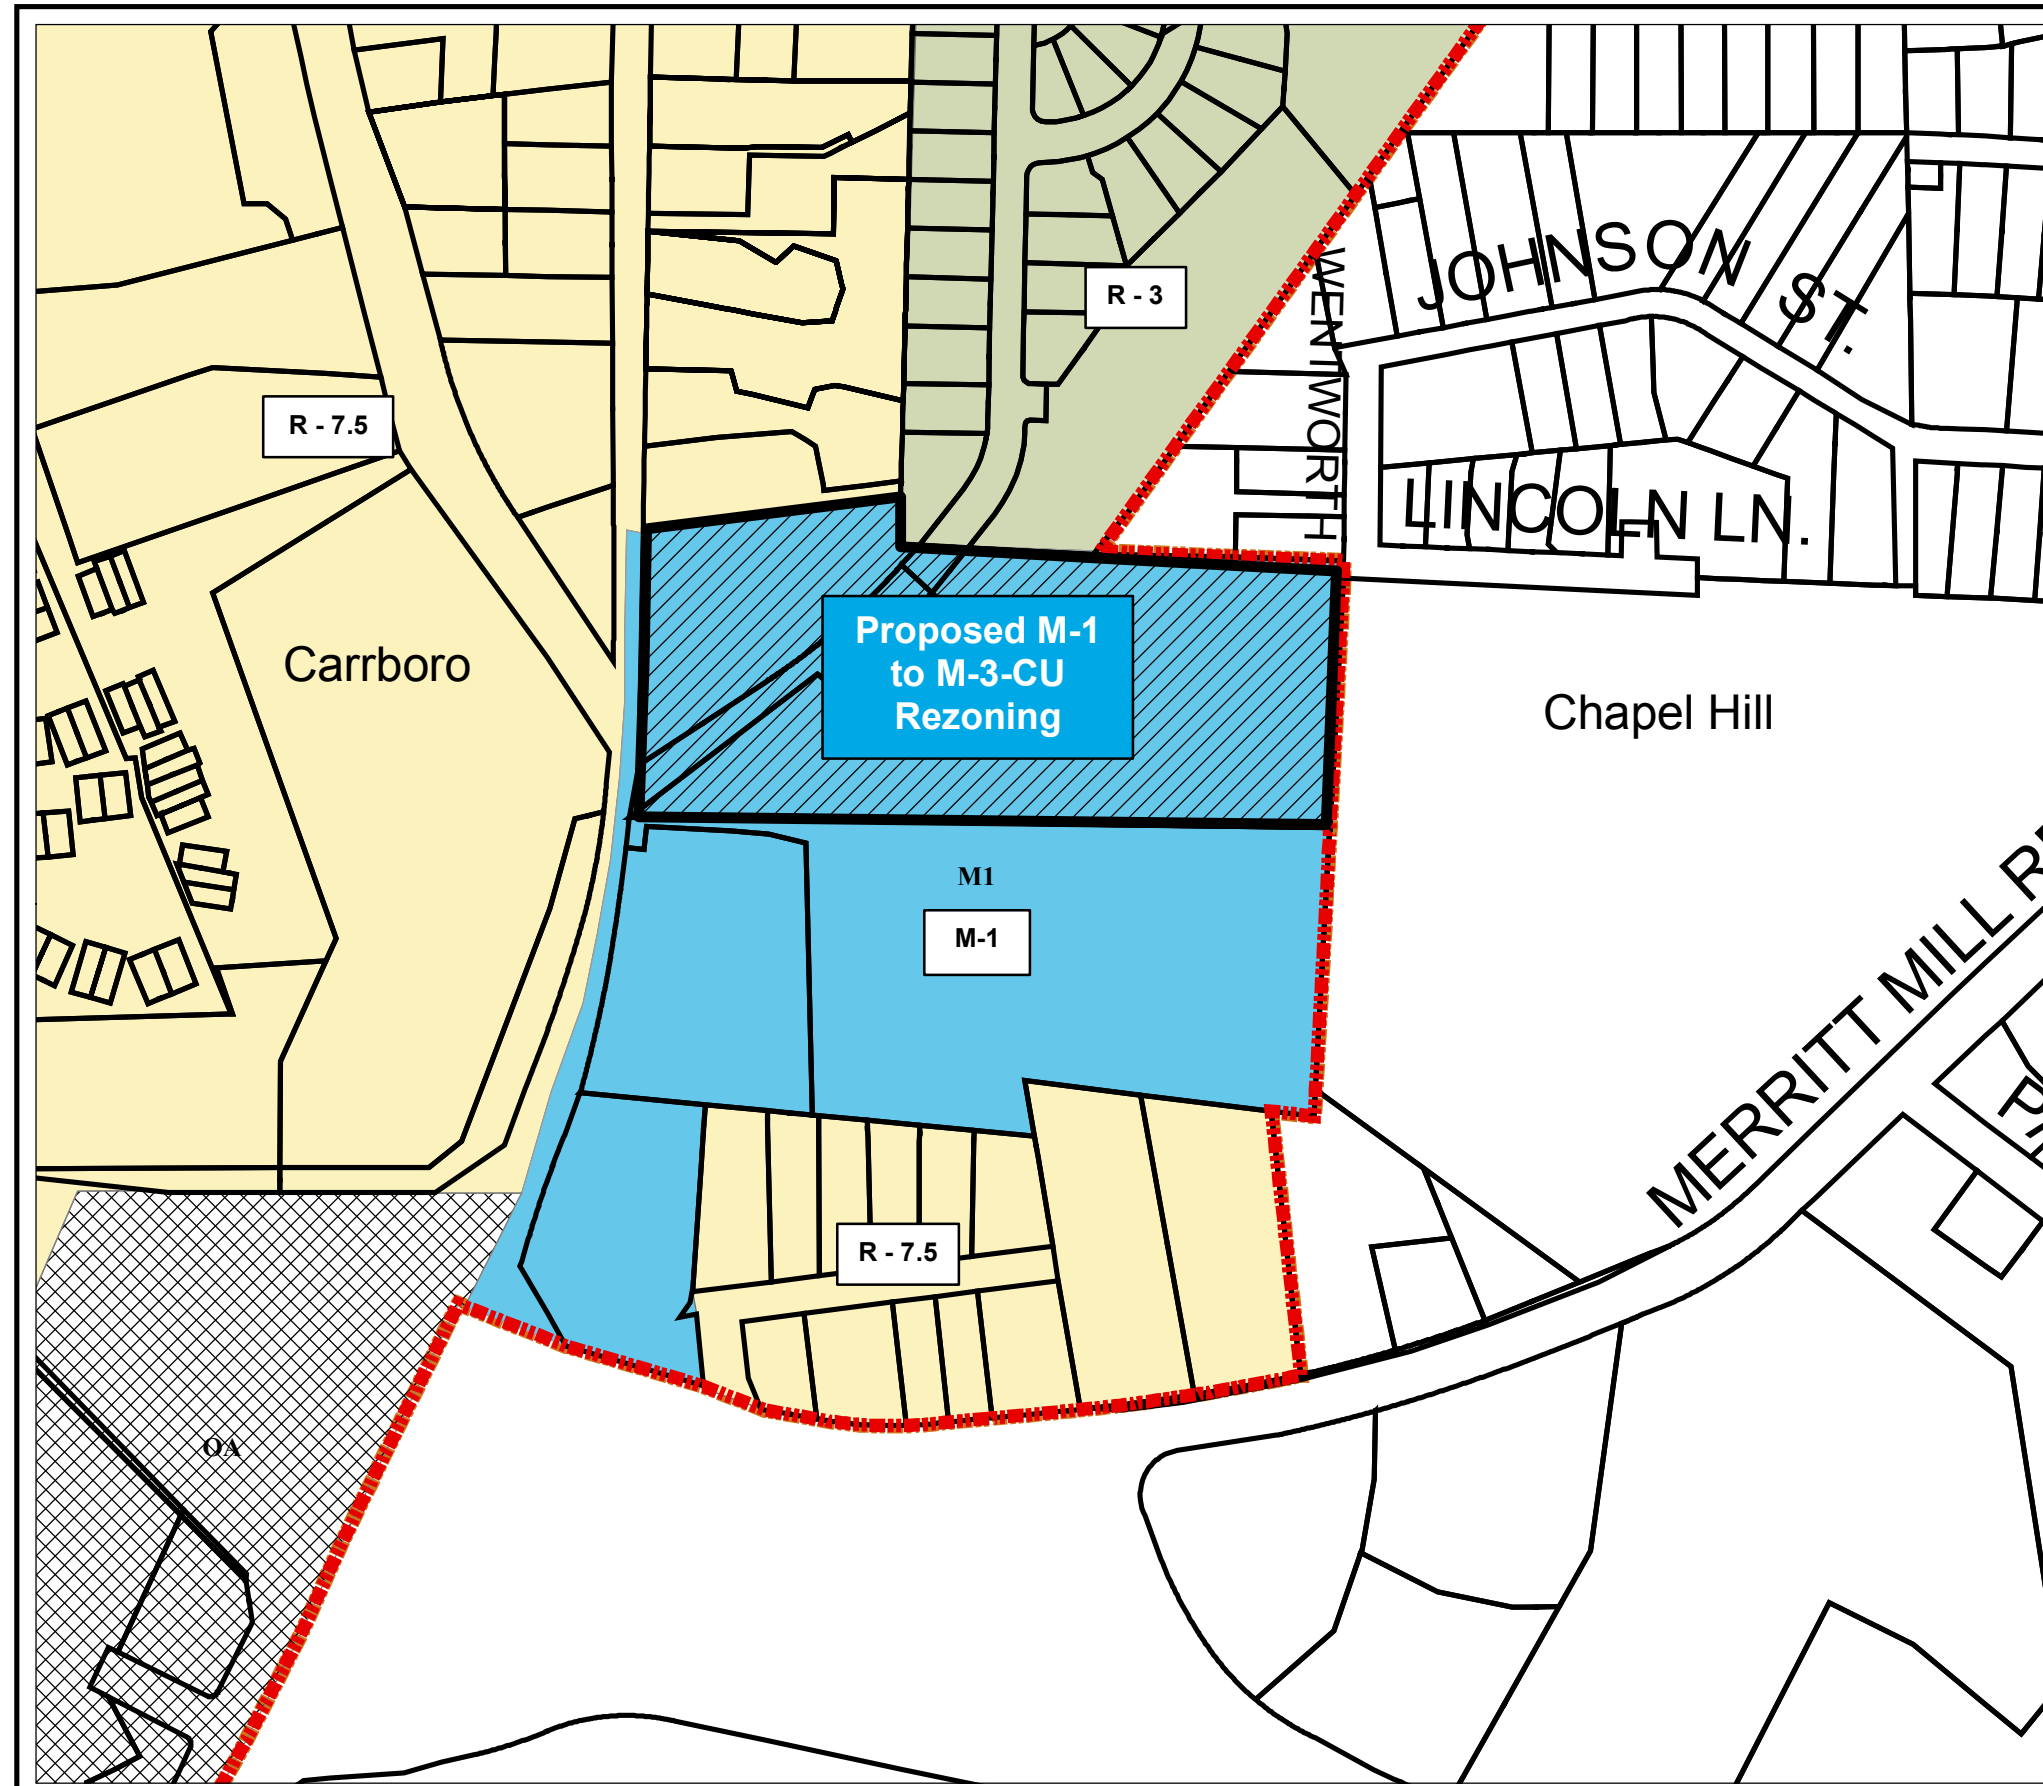 R - 3
JOHNSON ST.
WENTWORTH
R - 7.5
LINCOLN LN.
Carrboro
Proposed M-1
to M-3-CU
Rezoning
Chapel Hill
M1
M-1
MERRITT MILL
R - 7.5
OA